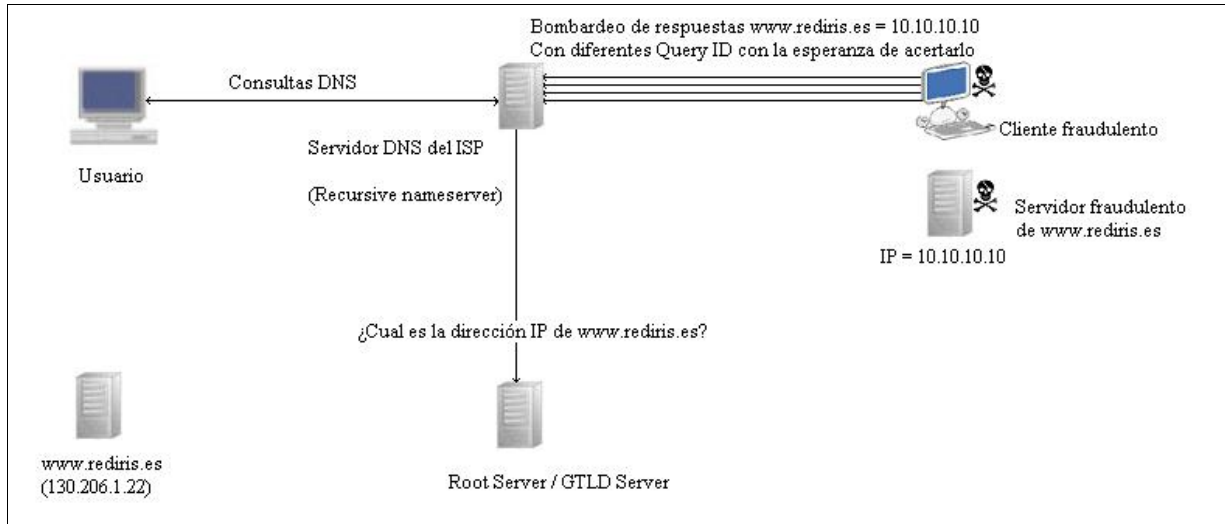 Bombardeo de respuestas www.rediris.es = 10.10.10.10
Con diferentes Query ID con la esperanza de acertarlo
Consultas DNS
Usuario
Servidor DNS del ISP
(Recursive nameserver)
Cliente fraudulento
Servidor fraudulento
de www.rediris.es
IP = 10.10.10.10
¿Cual es la dirección IP de www.rediris.es?
www.rediris.es
(130.206.1.22)
Root Server / GTLD Server